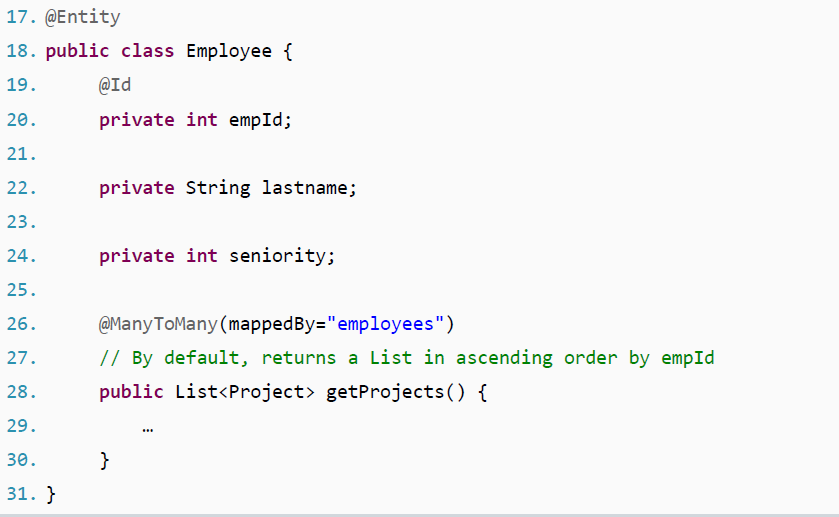 17. @Entity
18. public class Employee {
19.     @Id
20.     private int empId;
21.
22.     private String lastname;
23.
24.     private int seniority;
25.
26.     @ManyToMany(mappedBy="employees")
27.     // By default, returns a List in ascending order by empId
28.     public List<Project> getProjects() {
29.         …
30.     }
31. }